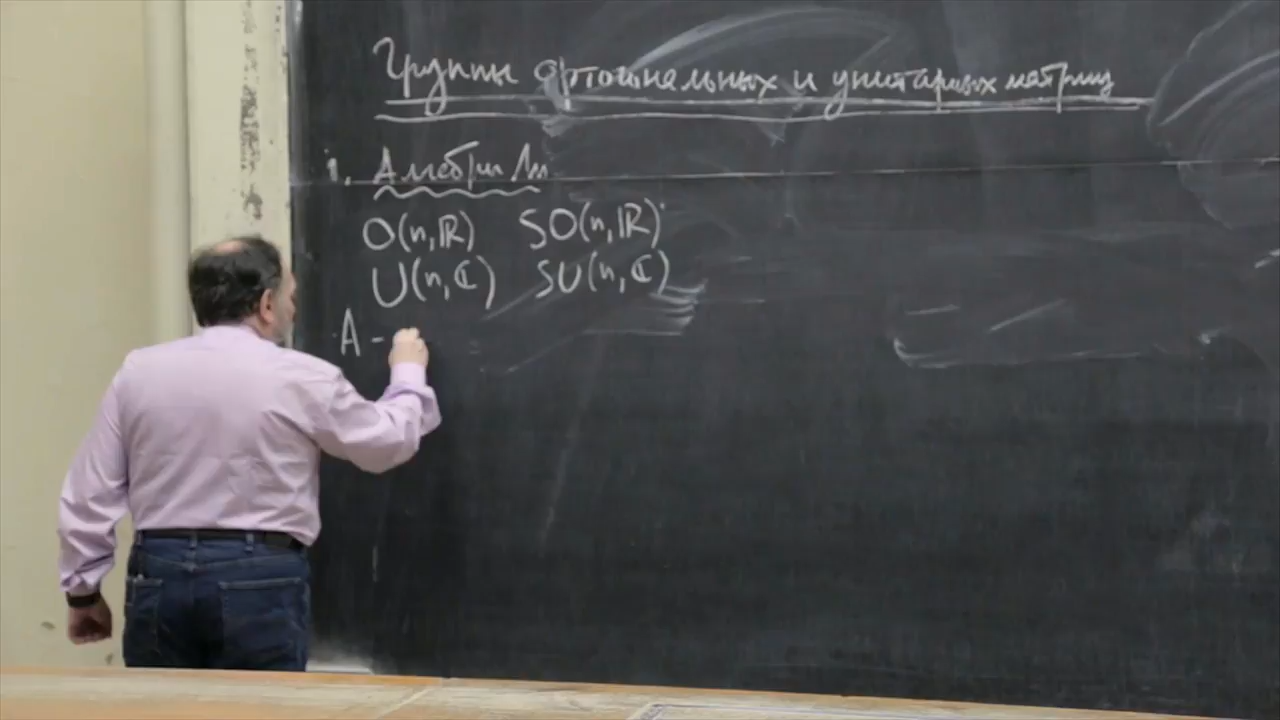 Группы ортогональных и унитарных матриц
1. Алгебры Ли
O(n,ℝ) SO(n,ℝ)
U(n,ℂ) SU(n,ℂ)
A -